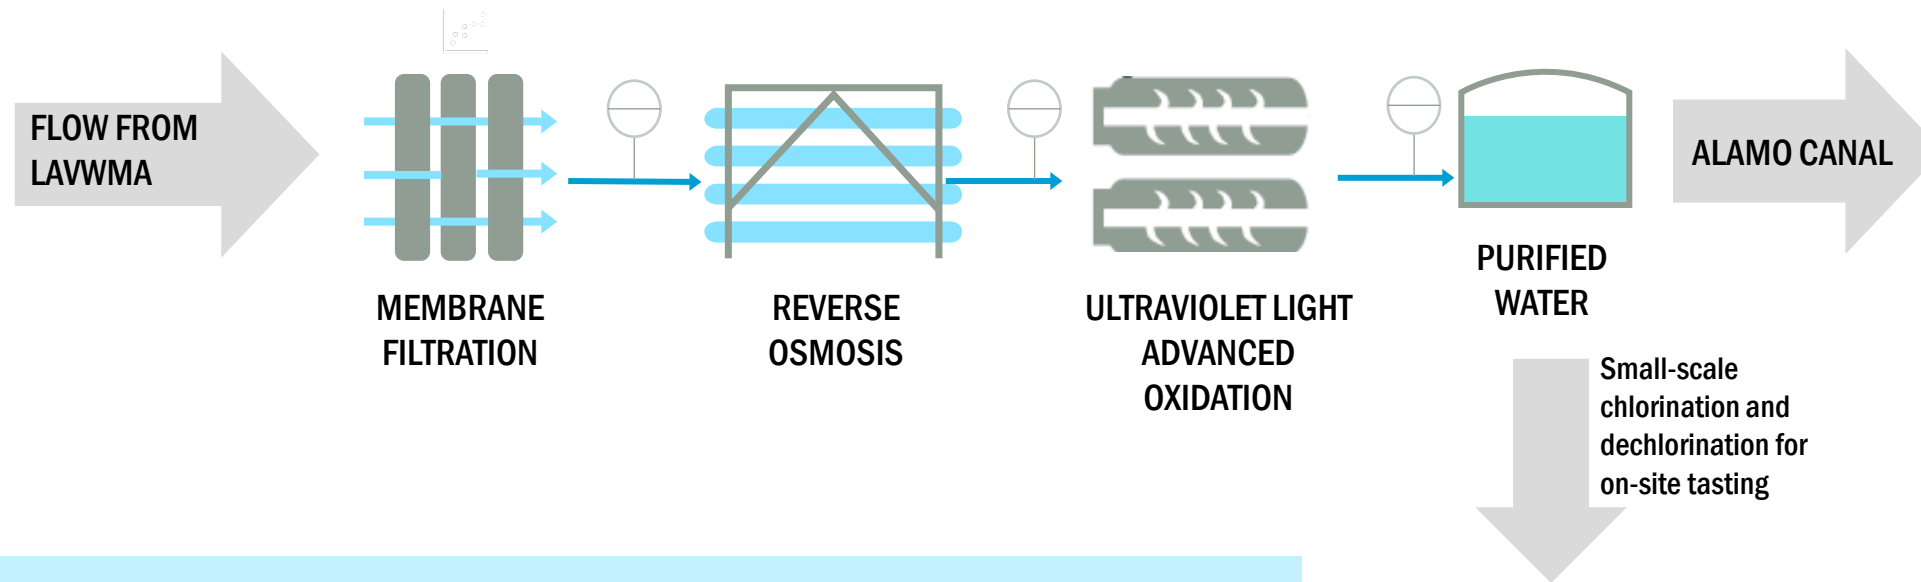 FLOW FROM
LAVWMA
MEMBRANE
FILTRATION
REVERSE
OSMOSIS
ULTRAVIOLET LIGHT
ADVANCED
OXIDATION
PURIFIED
WATER
ALAMO CANAL
Small-scale
chlorination and
dechlorination for
on-site tasting